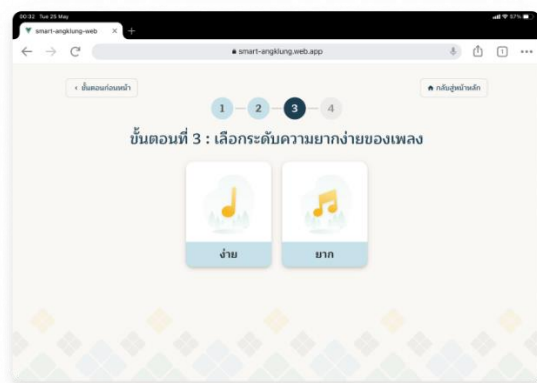 00:32 Tue 25 May
57%
smart-angklung-web
smart-angklung.web.app
1
< ขั้นตอนก่อนหน้า
กลับสู่หน้าหลัก
1 2 3 4
ขั้นตอนที่ 3 : เลือกระดับความยากง่ายของเพลง
ง่าย
ยาก